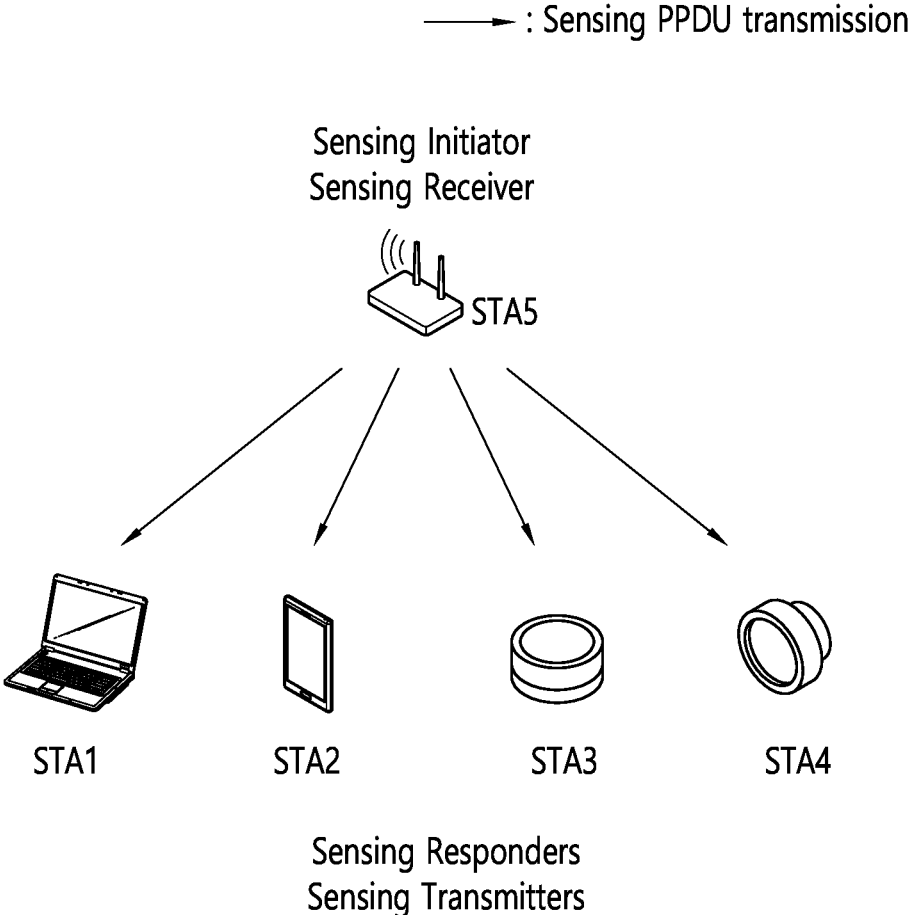 : Sensing PPDU transmission
Sensing Initiator
Sensing Receiver
STA5
STA1 STA2 STA3 STA4
Sensing Responders
Sensing Transmitters